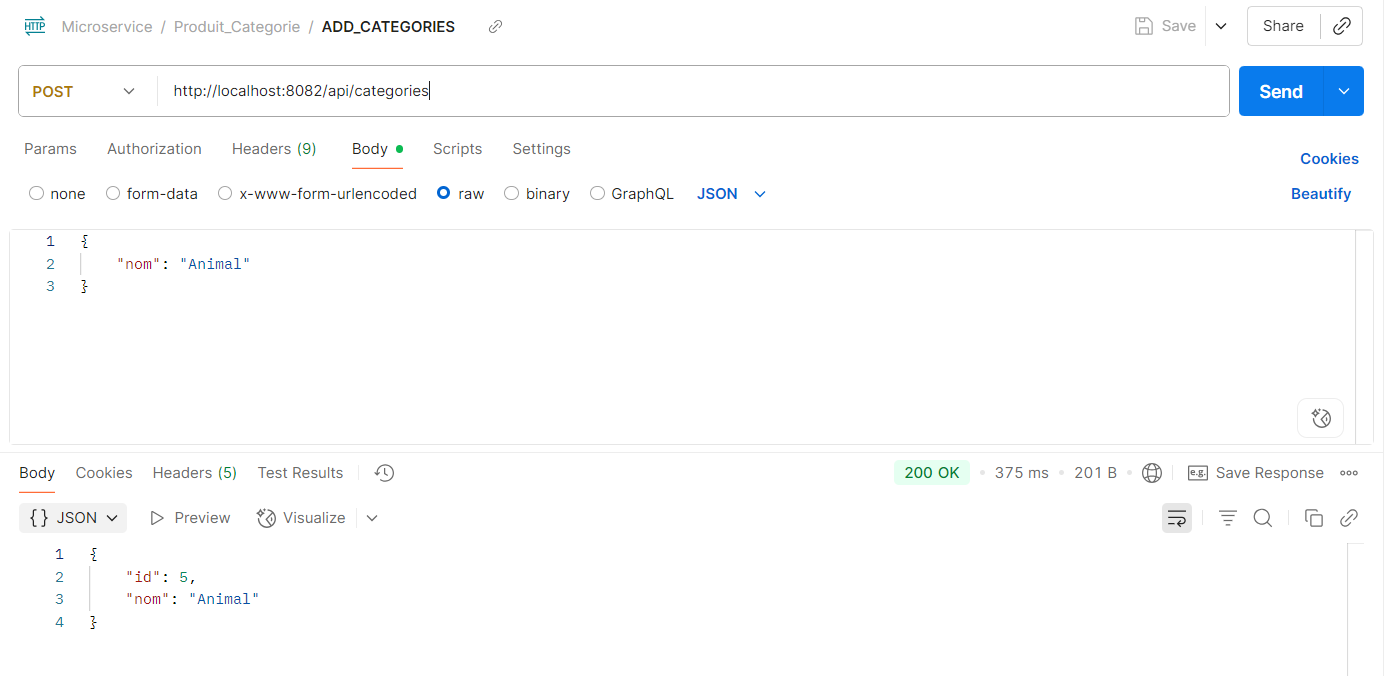 HTTP Microservice / Produit_Categorie / ADD_CATEGORIES Save Share
POST http://localhost:8082/api/categories Send
Params Authorization Headers (9) Body Scripts Settings Cookies
none form-data x-www-form-urlencoded raw binary GraphQL JSON Beautify
1 {
2 "nom": "Animal"
3 }
Body Cookies Headers (5) Test Results 200 OK 375 ms 201 B e.g. Save Response
{} JSON Preview Visualize
1 {
2 "id": 5,
3 "nom": "Animal"
4 }